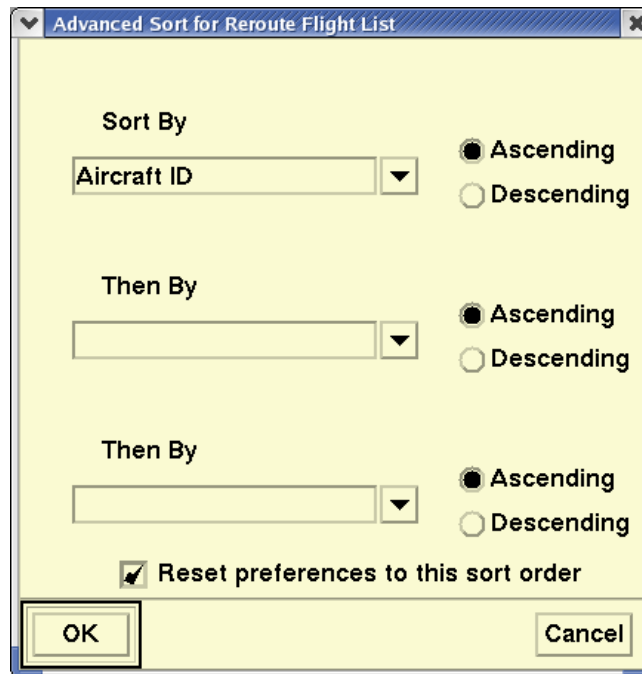 Advanced Sort for Reroute Flight List
Sort By
Aircraft ID
Ascending
Descending
Then By
Ascending
Descending
Then By
Ascending
Descending
Reset preferences to this sort order
OK
Cancel